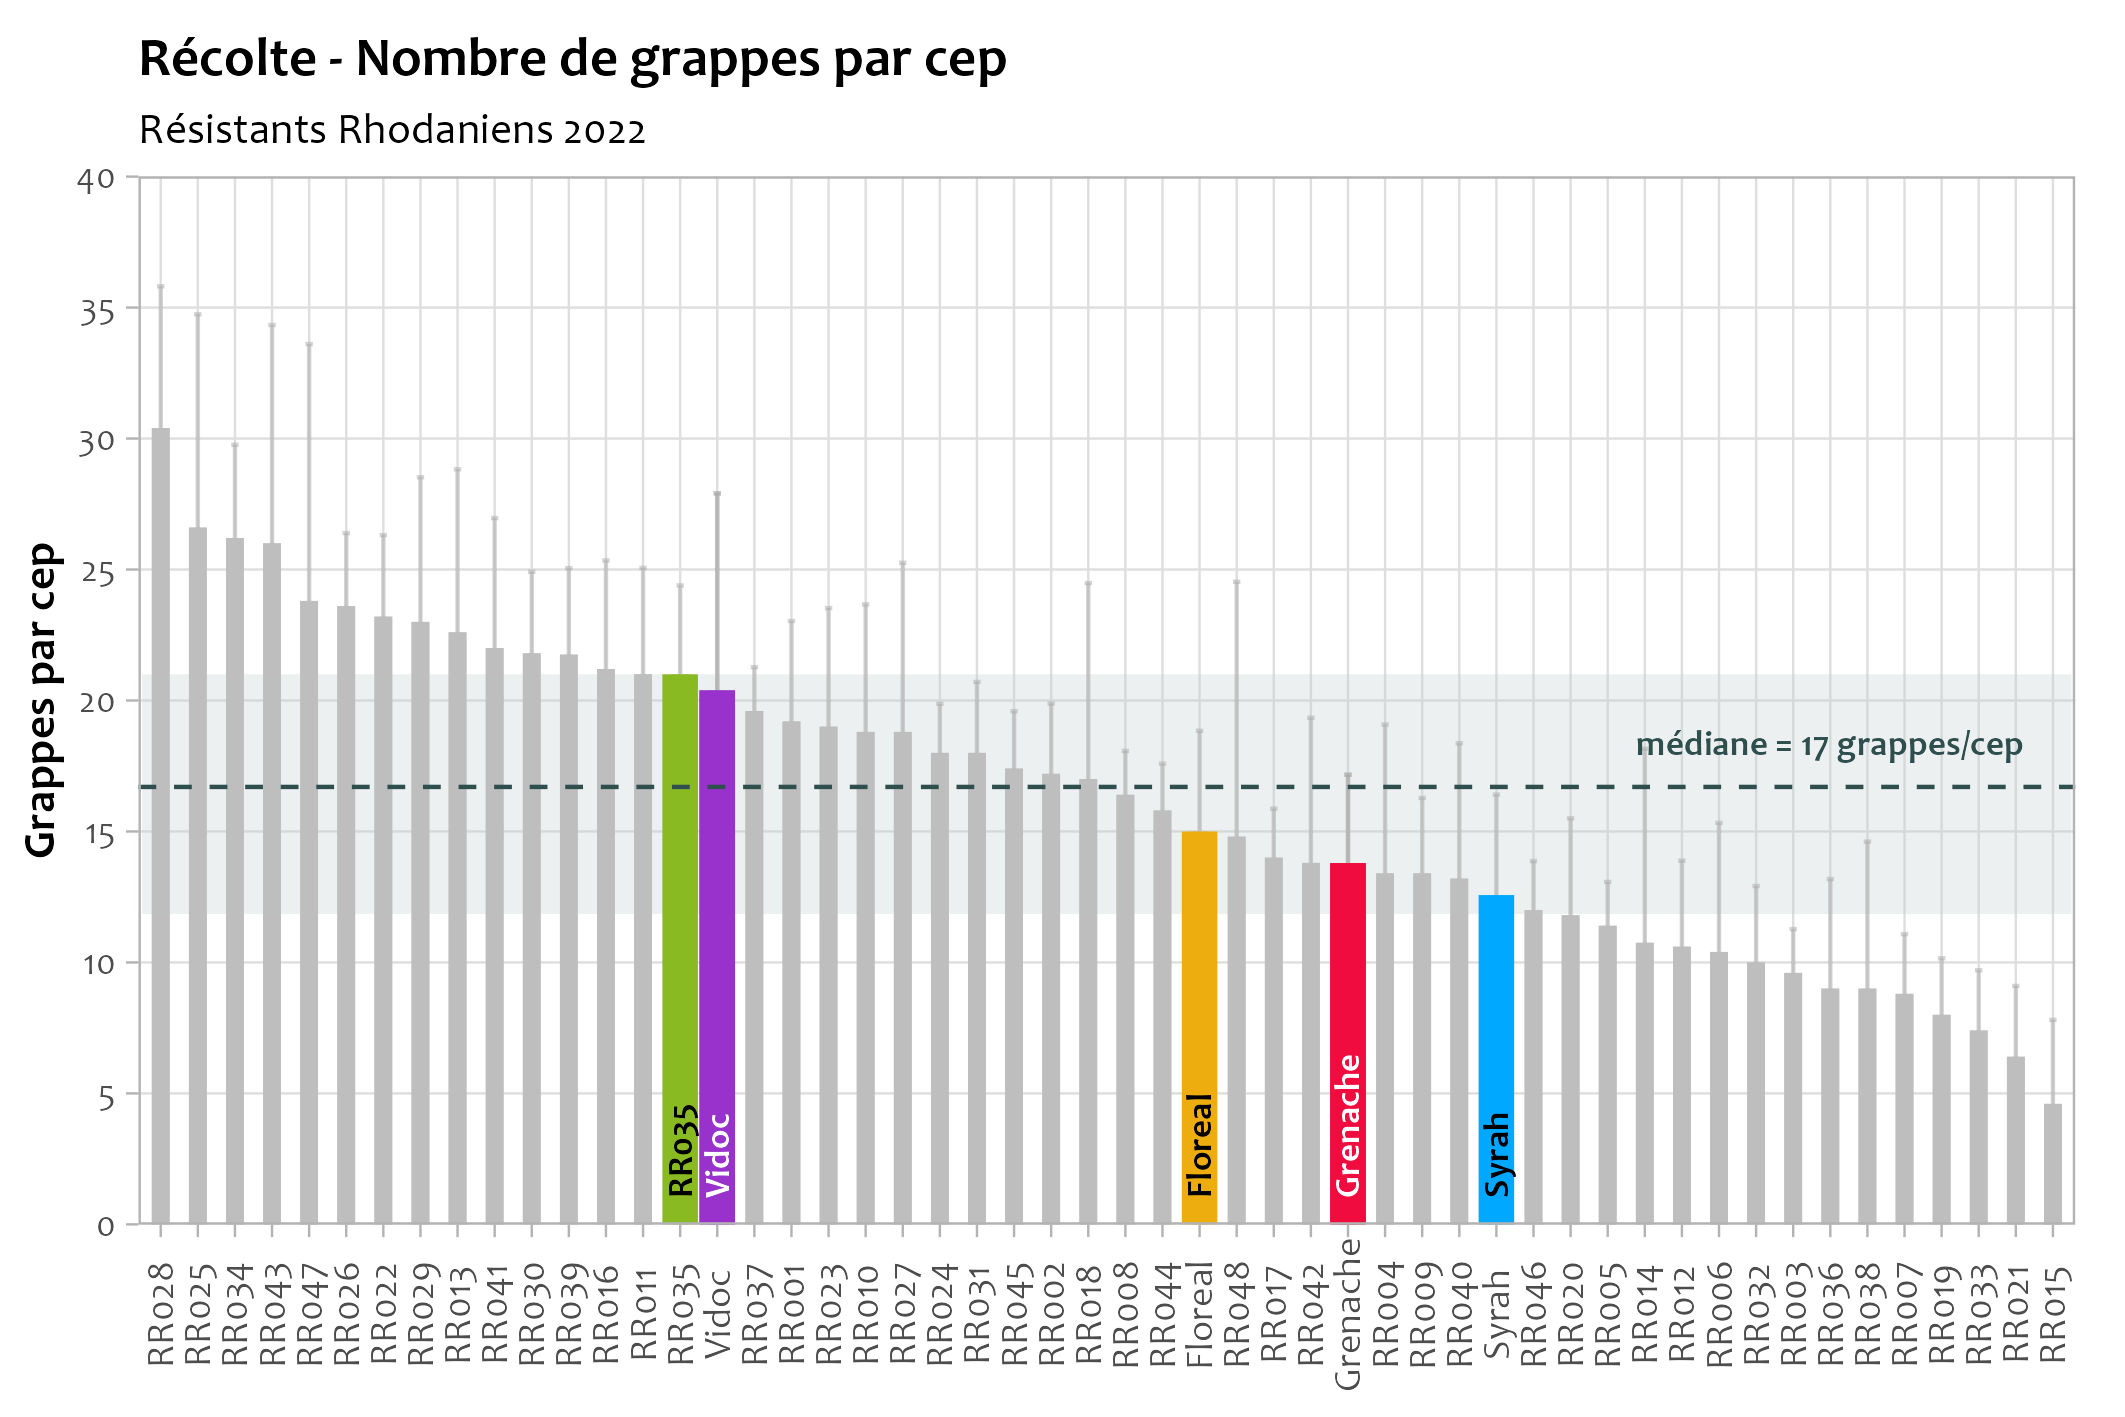 Récolte - Nombre de grappes par cep
Résistants Rhodaniens 2022
Grappes par cep
40
35
30
25
20
15
10
5
0
médiane = 17 grappes/cep
RR035
Vidoc
Floreal
Grenache
Syrah
RR028
RR025
RR034
RR043
RR047
RR026
RR022
RR029
RR013
RR041
RR030
RR039
RR016
RR011
RR035
Vidoc
RR037
RR001
RR023
RR010
RR027
RR024
RR031
RR045
RR002
RR018
RR008
RR044
Floreal
RR048
RR017
RR042
Grenache
RR004
RR009
RR040
Syrah
RR046
RR020
RR005
RR014
RR012
RR006
RR032
RR003
RR036
RR038
RR007
RR019
RR033
RR021
RR015